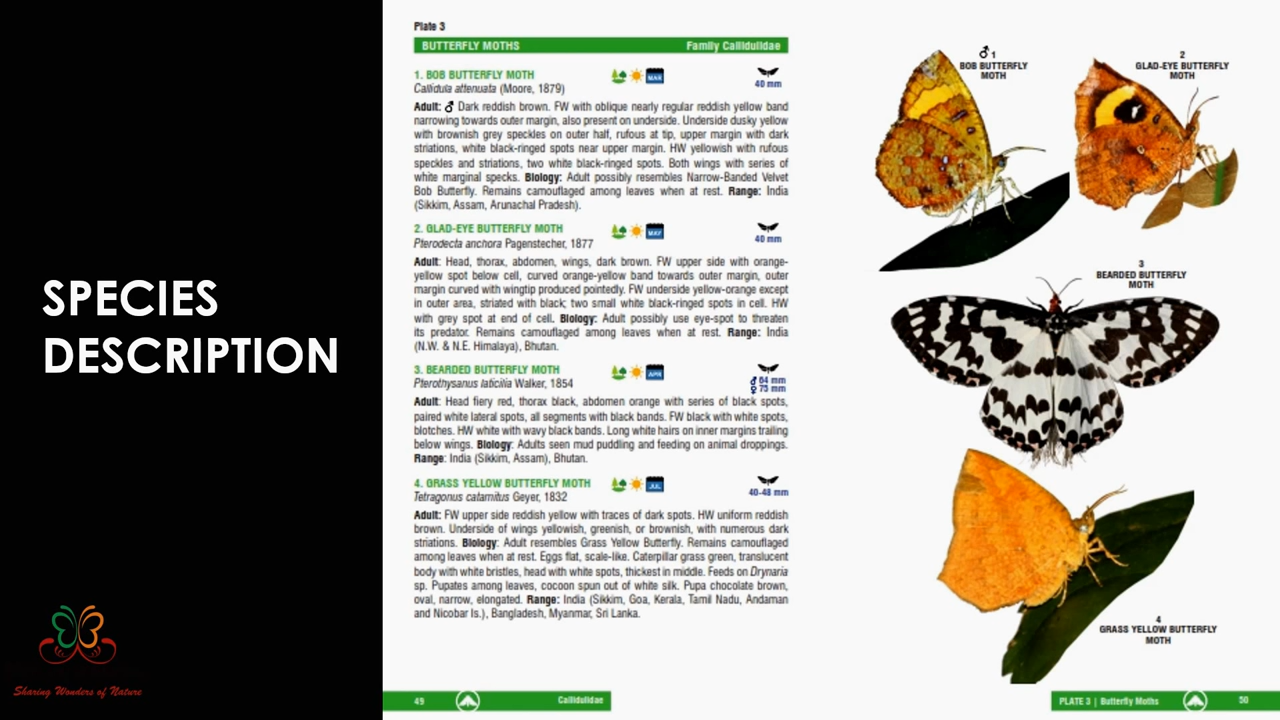 SPECIES
DESCRIPTION
Sharing Wonders of Nature
Plate 3
BUTTERFLY MOTHS Family Callidulidae
1. BOB BUTTERFLY MOTH MAR
Callidula attenuata (Moore, 1879) 40 mm
Adult: ♂ Dark reddish brown. FW with oblique nearly regular reddish yellow band
narrowing towards outer margin, also present on underside. Underside dusky yellow
with brownish grey speckles on outer half, rufous at tip, upper margin with dark
striations, white black-ringed spots near upper margin. HW yellowish with rufous
speckles and striations, two white black-ringed spots. Both wings with series of
white marginal specks. Biology: Adult possibly resembles Narrow-Banded Velvet
Bob Butterfly. Remains camouflaged among leaves when at rest. Range: India
(Sikkim, Assam, Arunachal Pradesh).
2. GLAD-EYE BUTTERFLY MOTH MAY
Pterodecta anchora Pagenstecher, 1877 40 mm
Adult: Head, thorax, abdomen, wings, dark brown. FW upper side with orange-
yellow spot below cell, curved orange-yellow band towards outer margin, outer
margin curved with wingtip produced pointedly. FW underside yellow-orange except
in outer area, striated with black; two small white black-ringed spots in cell. HW
with grey spot at end of cell. Biology: Adult possibly use eye-spot to threaten
its predator. Remains camouflaged among leaves when at rest. Range: India
(N.W. & N.E. Himalaya), Bhutan.
3. BEARDED BUTTERFLY MOTH APR
Pterothysanus laticilia Walker, 1854 ♂ 64 mm
♀ 75 mm
Adult: Head fiery red, thorax black, abdomen orange with series of black spots,
paired white lateral spots, all segments with black bands. FW black with white spots,
blotches. HW white with wavy black bands. Long white hairs on inner margins trailing
below wings. Biology: Adults seen mud puddling and feeding on animal droppings.
Range: India (Sikkim, Assam), Bhutan.
4. GRASS YELLOW BUTTERFLY MOTH JUL
Tetragonus catamitus Geyer, 1832 40-48 mm
Adult: FW upper side reddish yellow with traces of dark spots. HW uniform reddish
brown. Underside of wings yellowish, greenish, or brownish, with numerous dark
striations. Biology: Adult resembles Grass Yellow Butterfly. Remains camouflaged
among leaves when at rest. Eggs flat, scale-like. Caterpillar grass green, translucent
body with white bristles, head with white spots, thickest in middle. Feeds on Drynaria
sp. Pupates among leaves, cocoon spun out of white silk. Pupa chocolate brown,
oval, narrow, elongated. Range: India (Sikkim, Goa, Kerala, Tamil Nadu, Andaman
and Nicobar Is.), Bangladesh, Myanmar, Sri Lanka.
49 Callidulidae
♂ 1
BOB BUTTERFLY
MOTH
2
GLAD-EYE BUTTERFLY
MOTH
3
BEARDED BUTTERFLY
MOTH
4
GRASS YELLOW BUTTERFLY
MOTH
PLATE 3 | Butterfly Moths 50